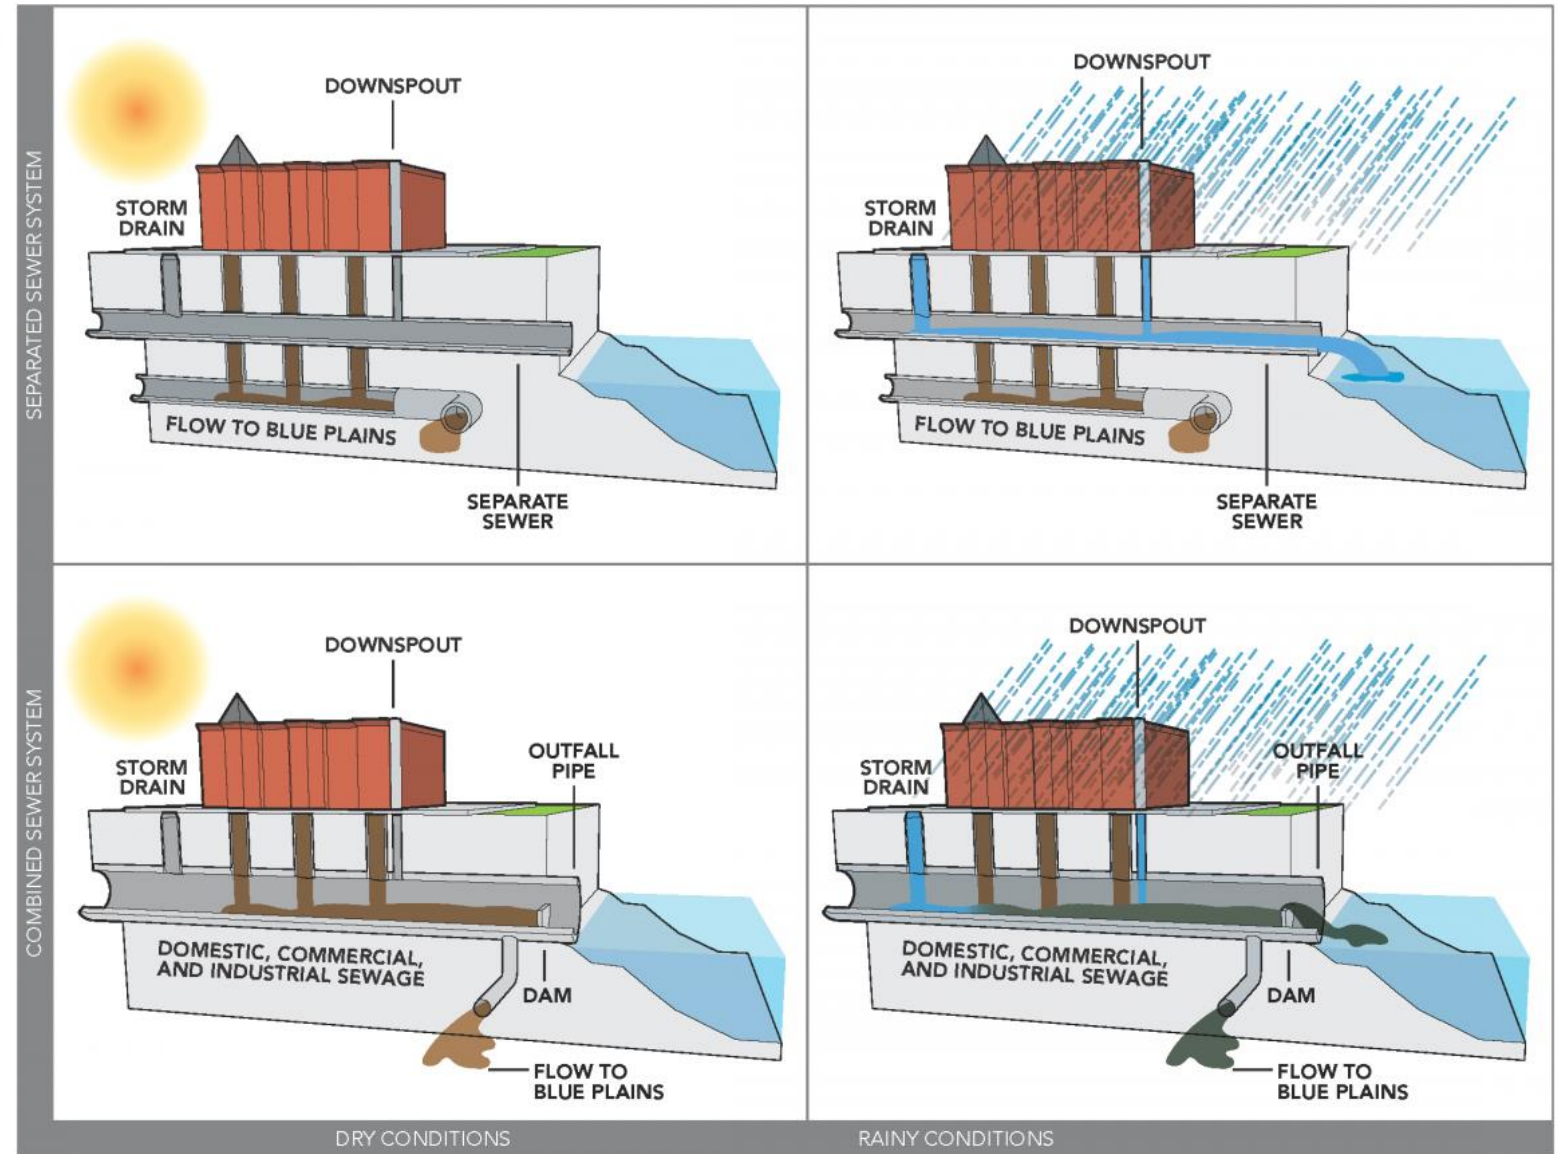 SEPARATED SEWER SYSTEM
DOWNSPOUT
STORM
DRAIN
FLOW TO BLUE PLAINS
SEPARATE
SEWER
DOWNSPOUT
STORM
DRAIN
FLOW TO BLUE PLAINS
SEPARATE
SEWER
COMBINED SEWER SYSTEM
DOWNSPOUT
STORM
DRAIN
OUTFALL
PIPE
DOMESTIC, COMMERCIAL,
AND INDUSTRIAL SEWAGE
DAM
FLOW TO
BLUE PLAINS
DOWNSPOUT
STORM
DRAIN
OUTFALL
PIPE
DOMESTIC, COMMERCIAL,
AND INDUSTRIAL SEWAGE
DAM
FLOW TO
BLUE PLAINS
DRY CONDITIONS
RAINY CONDITIONS